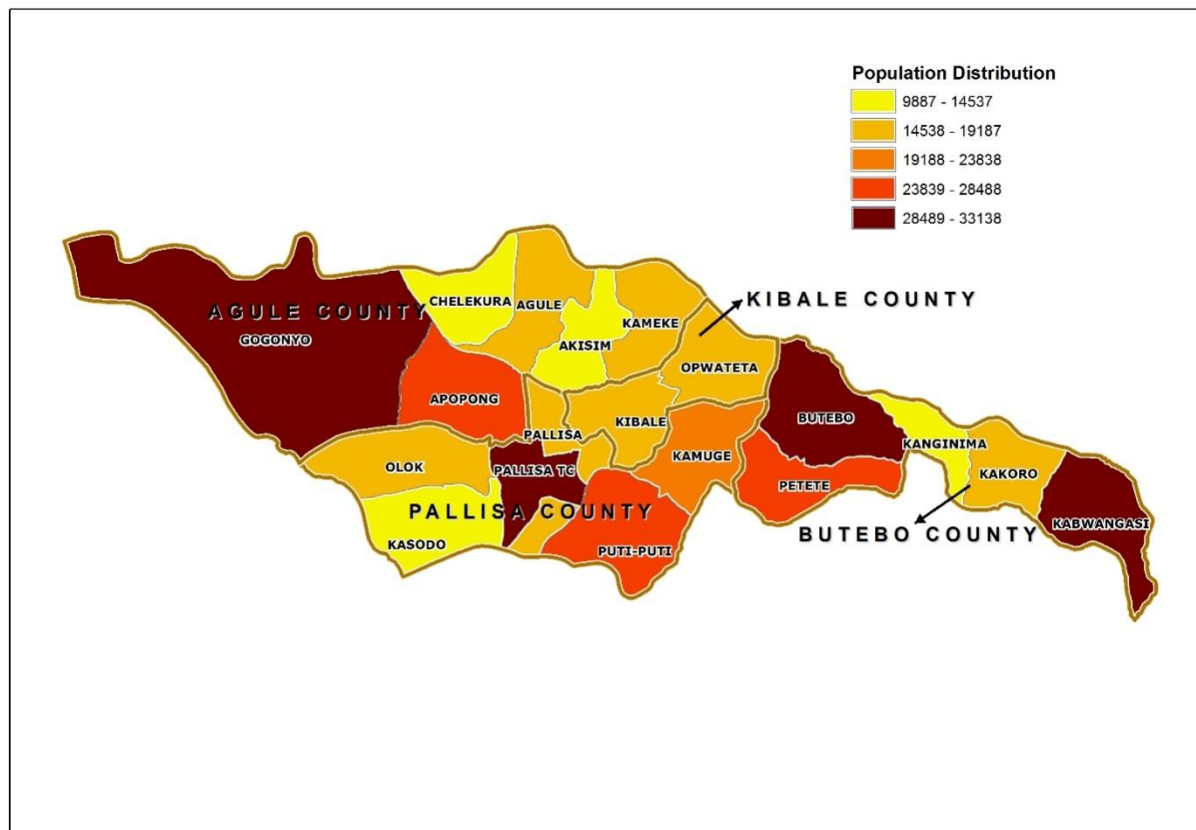 Population Distribution
9887 - 14537
14538 - 19187
19188 - 23838
23839 - 28488
28489 - 33138
KIBALE COUNTY
CHELEKURA
AGULE
AGULE COUNTY
KAMEKE
GOGONYO
AKISIM
OPWATETA
APOPONG
BUTEBO
KIBALE
PALLISA
KANGINIMA
KAMUGE
OLOK
PALLISA TC
KAKORO
PETETE
PALLISA COUNTY
KABWANGASI
BUTEBO COUNTY
KASODO
PUTI-PUTI